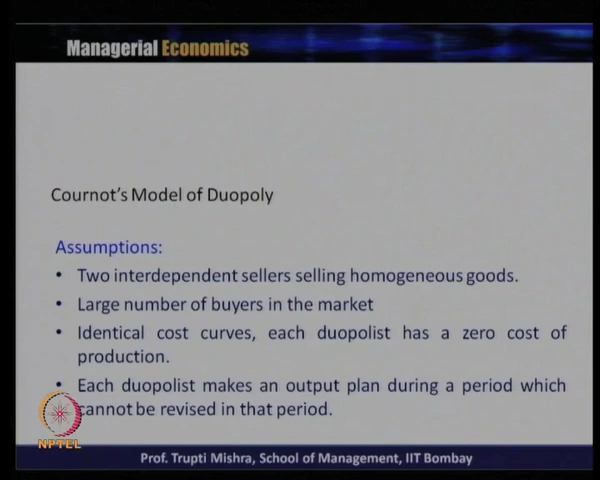 Managerial Economics
Cournot's Model of Duopoly
Assumptions:
• Two interdependent sellers selling homogeneous goods.
• Large number of buyers in the market
• Identical cost curves, each duopolist has a zero cost of
production.
• Each duopolist makes an output plan during a period which
cannot be revised in that period.
NPTEL
Prof. Trupti Mishra, School of Management, IIT Bombay